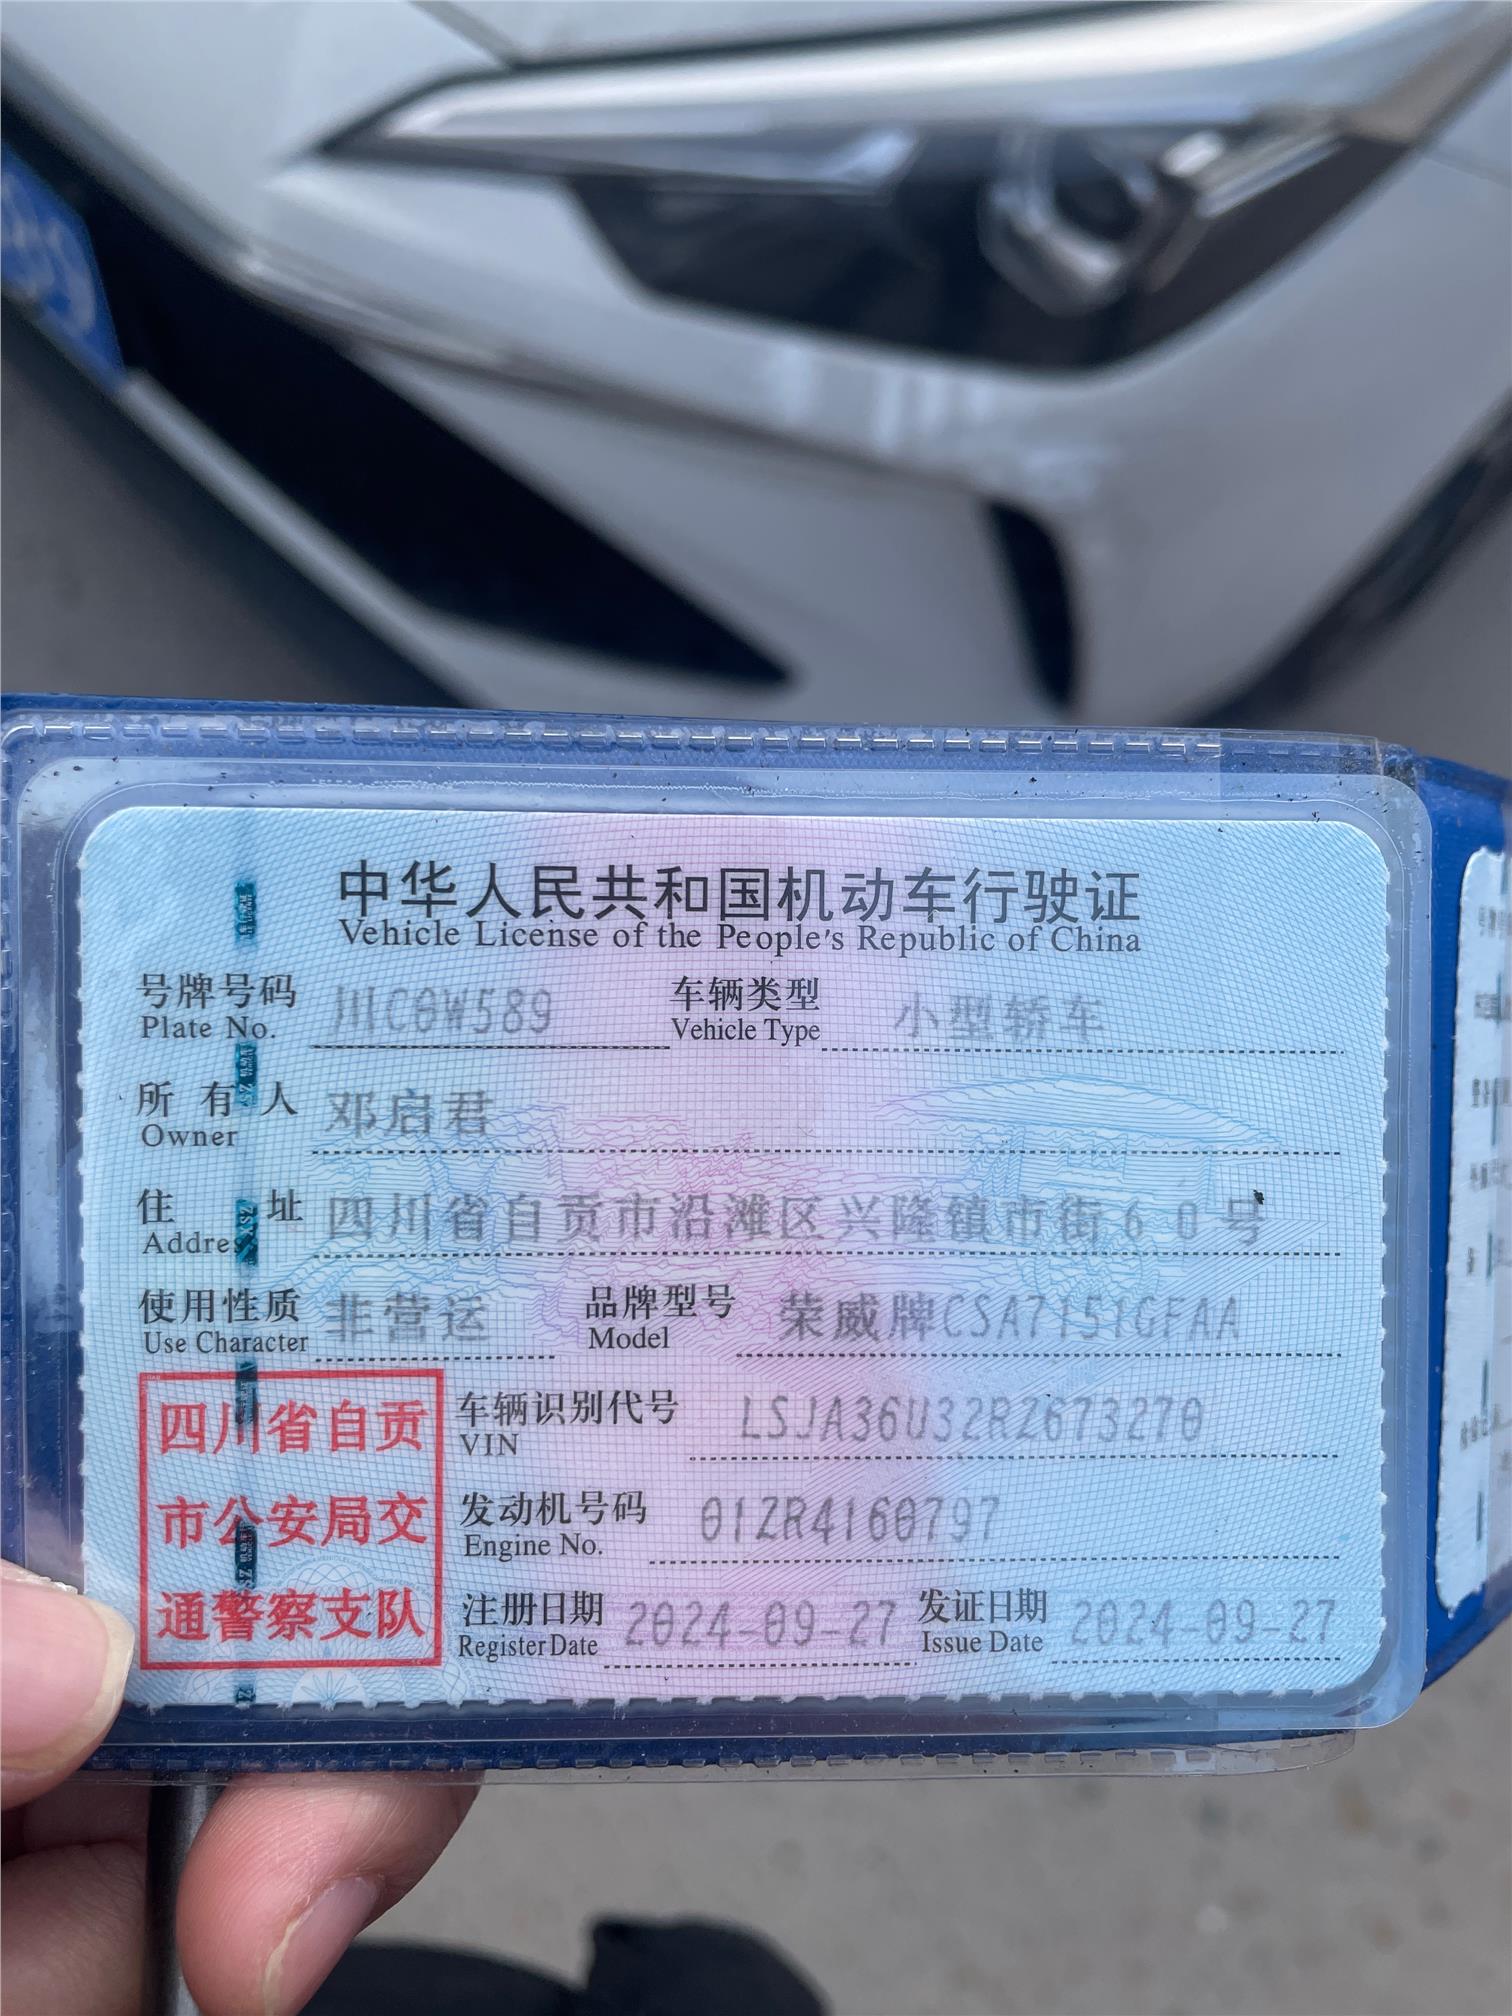 中华人民共和国机动车行驶证
Vehicle License of the People's Republic of China
号牌号码 川C0W589 车辆类型 小型轿车
Plate No. Vehicle Type
所有人 邓启君
Owner
住址 四川省自贡市沿滩区兴隆镇市街60号
Address
使用性质 非营运 品牌型号 荣威牌CSA7151GFAA
Use Character Model
四川省自贡
市公安局交
通警察支队
车辆识别代号 LSJA36U32R2673270
VIN
发动机号码 01ZR4160797
Engine No.
注册日期 2024-09-27 发证日期 2024-09-27
Register Date Issue Date